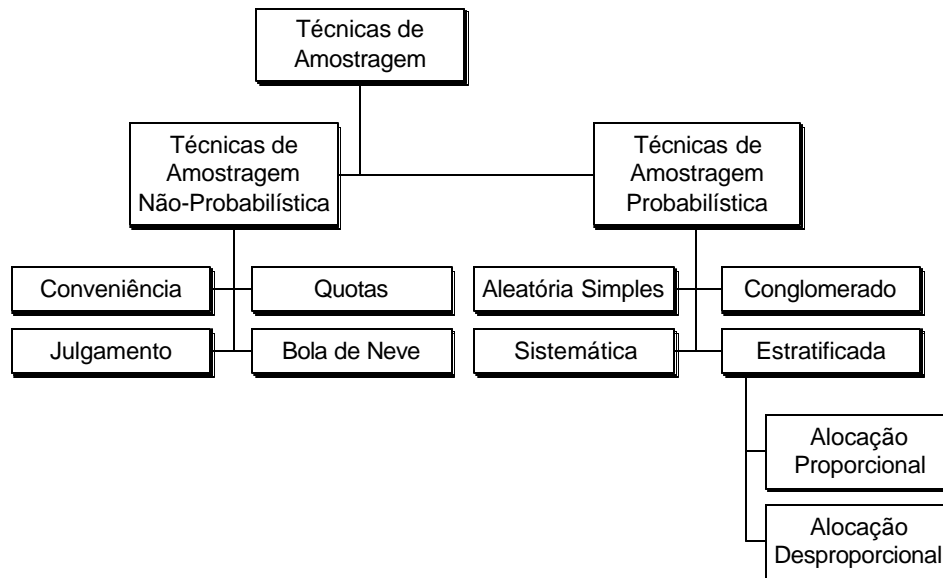 Técnicas de
Amostragem
Técnicas de
Amostragem
Não-Probabilística
Técnicas de
Amostragem
Probabilística
Conveniência
Quotas
Aleatória Simples
Conglomerado
Julgamento
Bola de Neve
Sistemática
Estratificada
Alocação
Proporcional
Alocação
Desproporcional